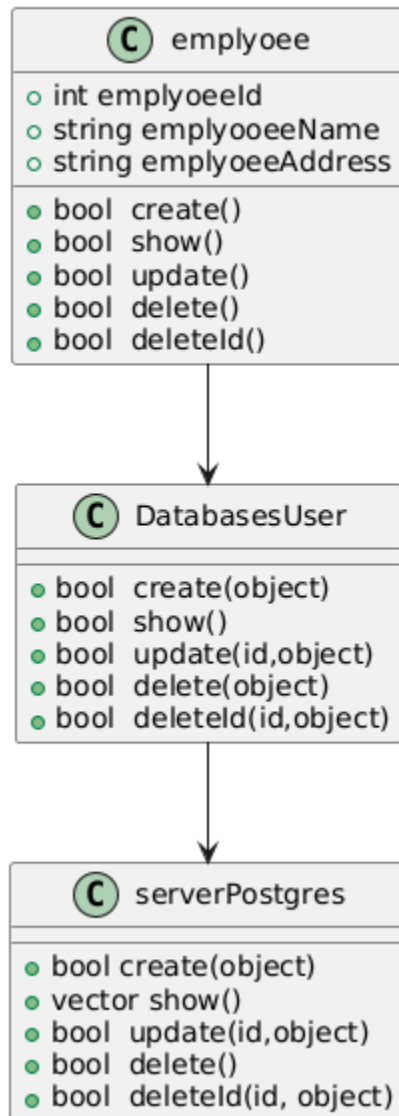 C emplyoee
int emplyoeeId
string emplyooeeName
string emplyoeeAddress
bool create()
bool show()
bool update()
bool delete()
bool deleteId()
C DatabasesUser
bool create(object)
bool show()
bool update(id,object)
bool delete(object)
bool deleteId(id,object)
C serverPostgres
bool create(object)
vector show()
bool update(id,object)
bool delete()
bool deleteId(id, object)